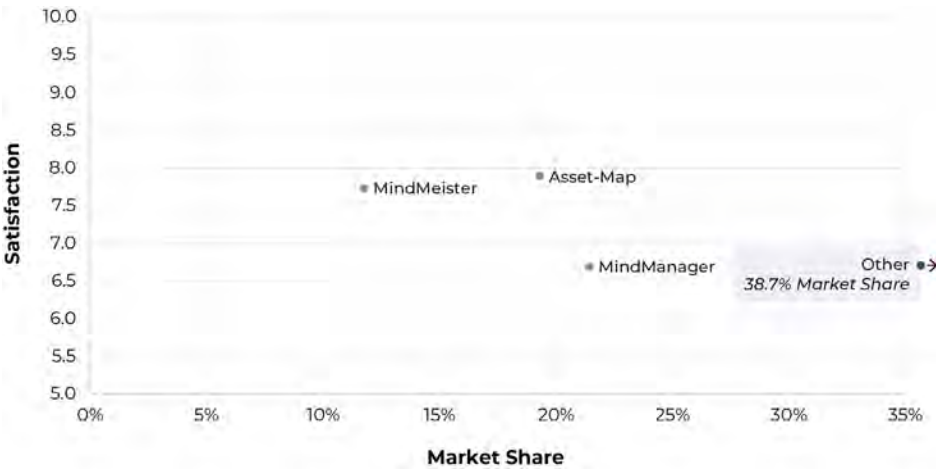 10.0
9.5
9.0
8.5
8.0
7.5
7.0
6.5
6.0
5.5
5.0
Satisfaction
Asset-Map
MindMeister
MindManager
Other
38.7% Market Share
0% 5% 10% 15% 20% 25% 30% 35%
Market Share